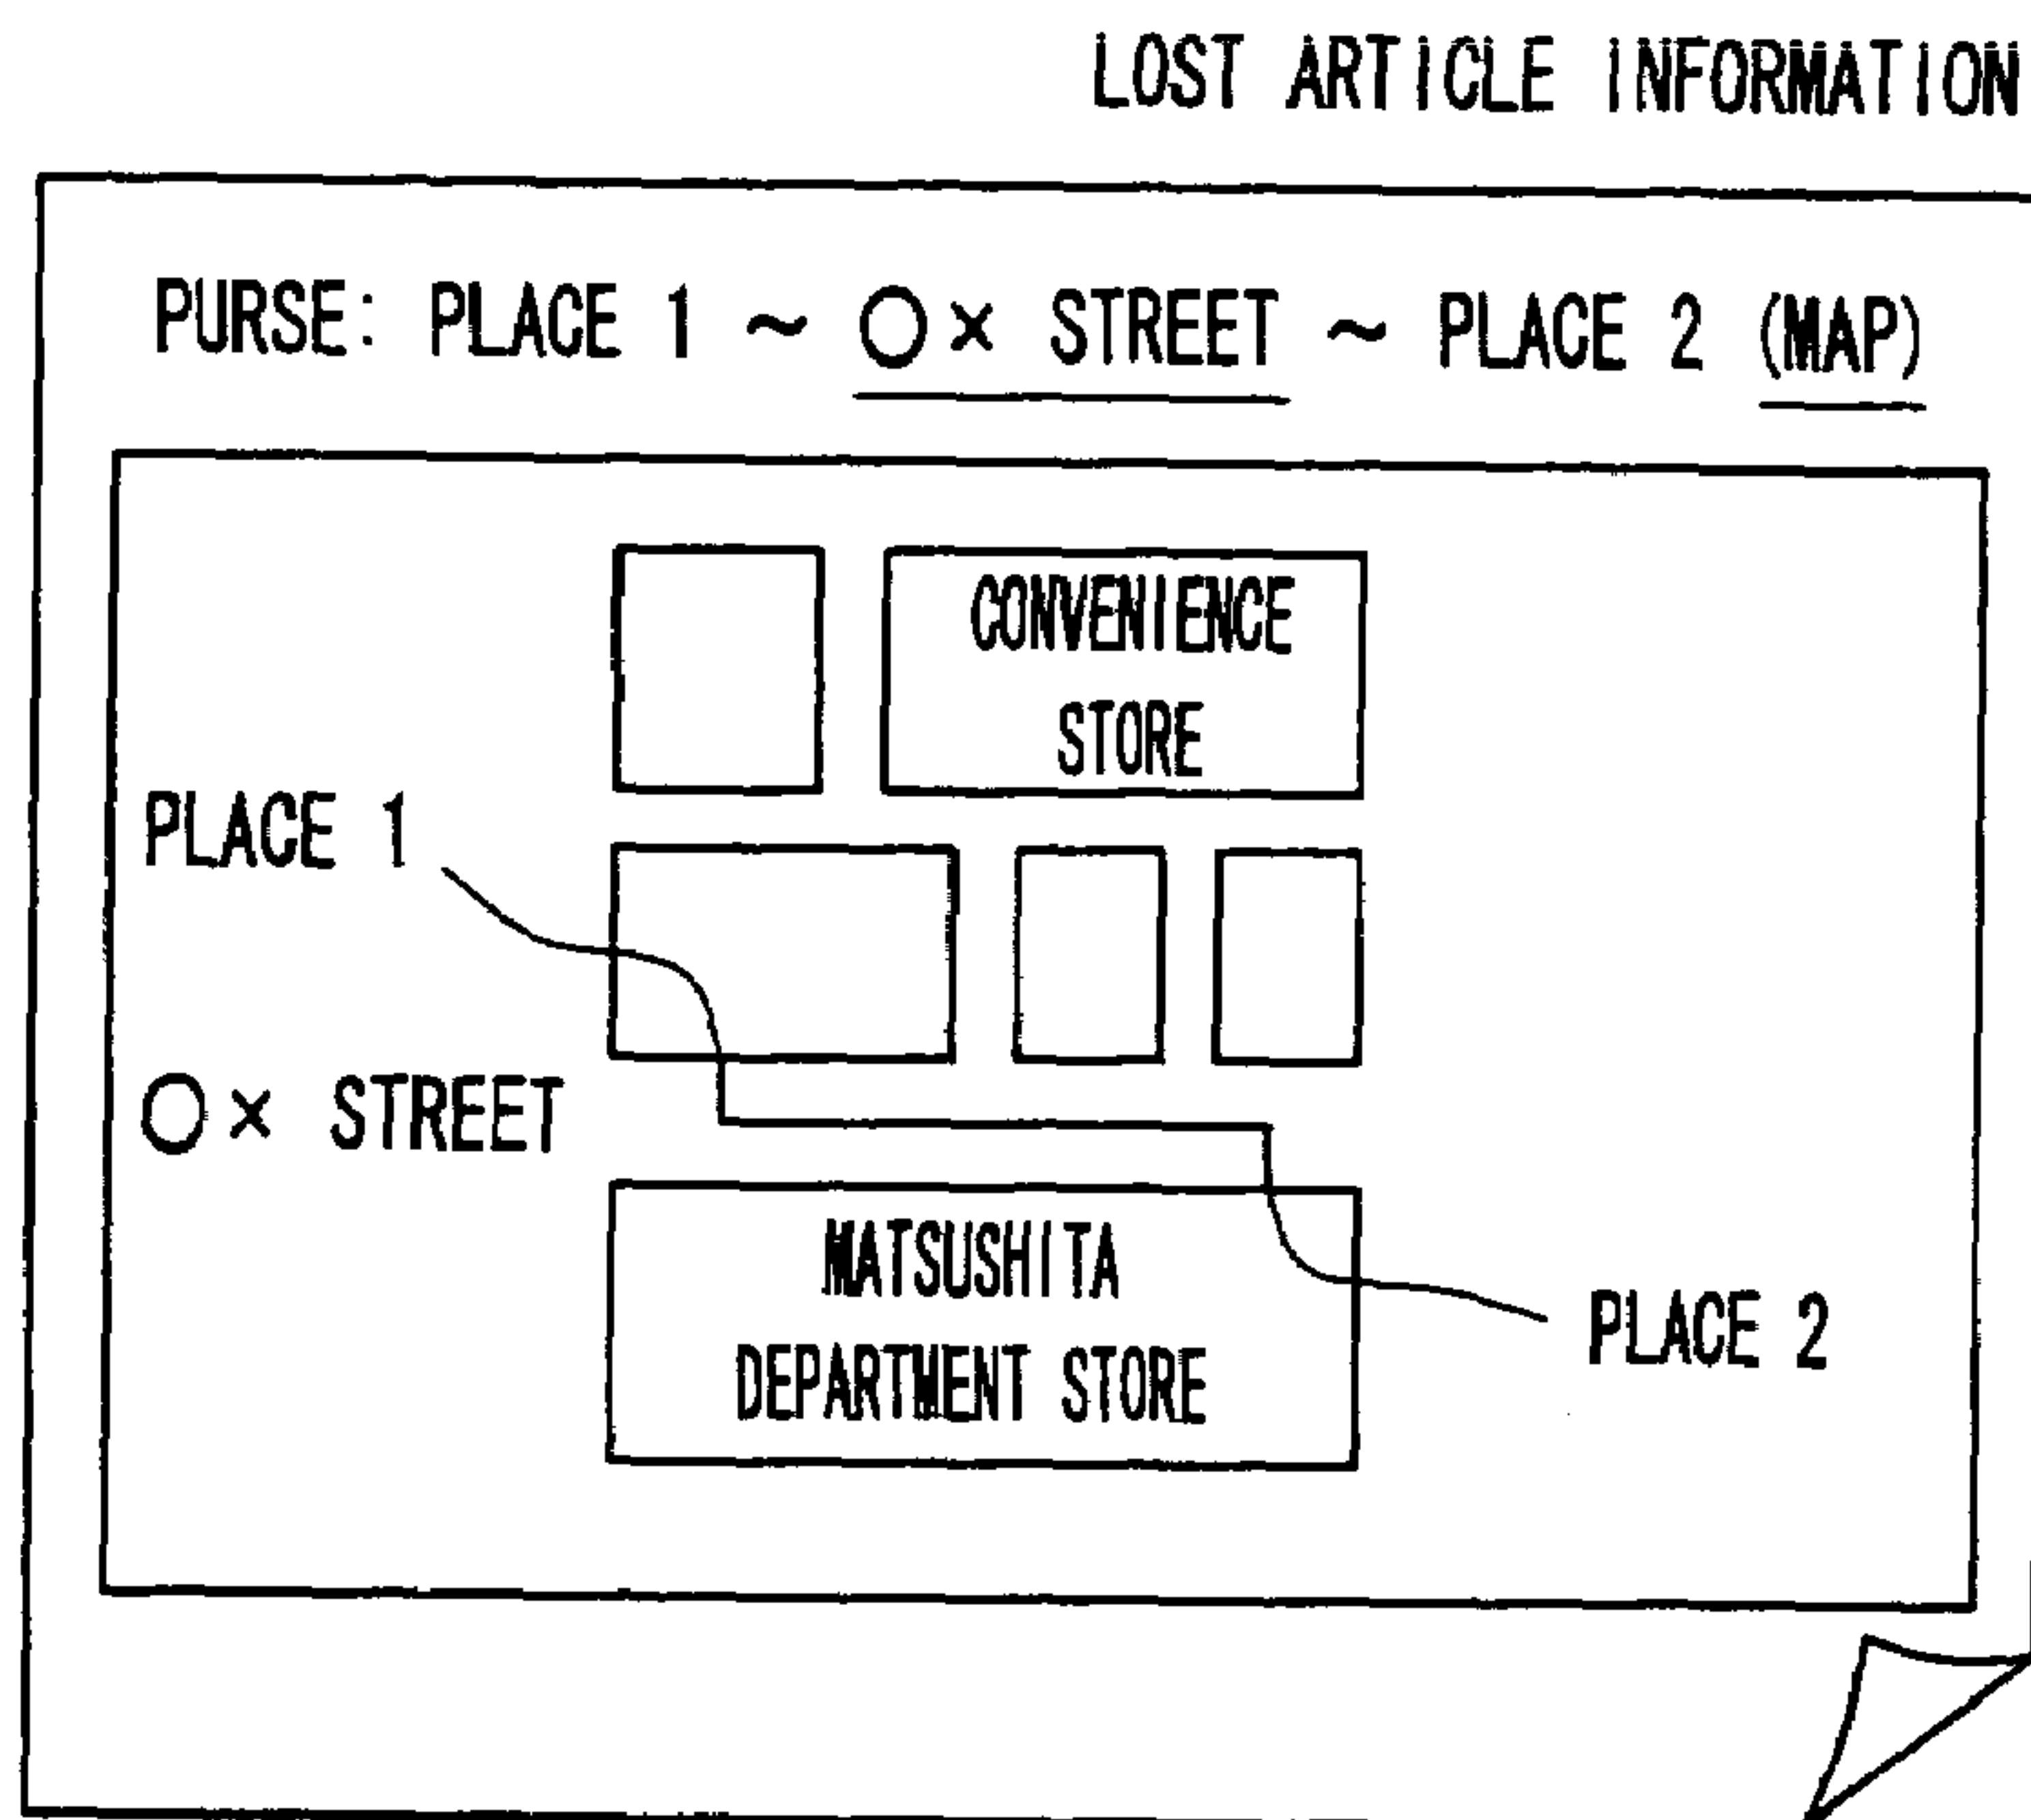 LOST ARTICLE INFORMATION
PURSE: PLACE 1 ~ ○× STREET ~ PLACE 2 (MAP)
CONVENIENCE
STORE
PLACE 1
○× STREET
MATSUSHITA
DEPARTMENT STORE
PLACE 2